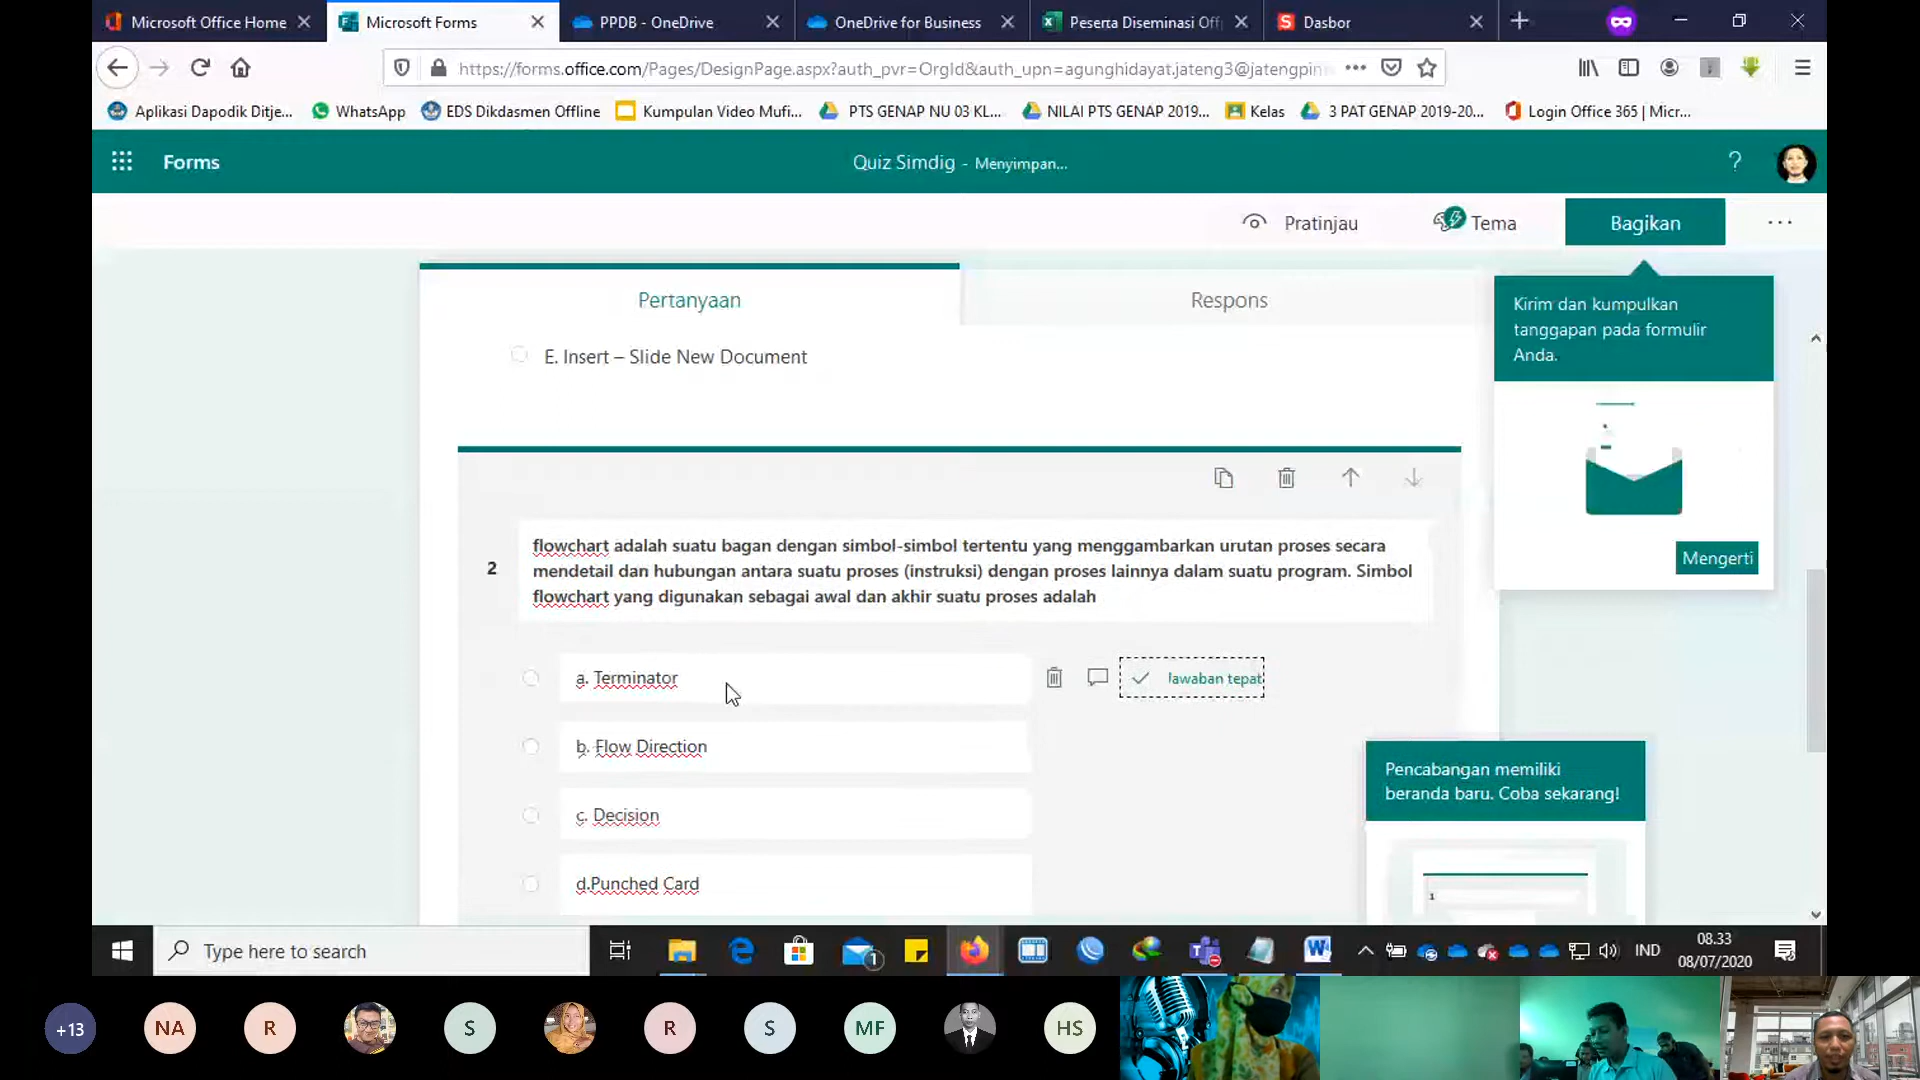 Microsoft Office Home
Microsoft Forms
PPDB - OneDrive
OneDrive for Business
Peserta Diseminasi Off
Dasbor
https://forms.office.com/Pages/DesignPage.aspx?auth_pvr=OrgId&auth_upn=agunghidayat.jateng3@jatengpinn
Aplikasi Dapodik Ditje...
WhatsApp
EDS Dikdasmen Offline
Kumpulan Video Mufi...
PTS GENAP NU 03 KL...
NILAI PTS GENAP 2019...
Kelas
3 PAT GENAP 2019-20...
Login Office 365 | Micr...
Forms
Quiz Simdig - Menyimpan...
?
Pratinjau
Tema
Bagikan
Pertanyaan
Respons
Kirim dan kumpulkan
tanggapan pada formulir
Anda.
Mengerti
E. Insert – Slide New Document
2
flowchart adalah suatu bagan dengan simbol-simbol tertentu yang menggambarkan urutan proses secara
mendetail dan hubungan antara suatu proses (instruksi) dengan proses lainnya dalam suatu program. Simbol
flowchart yang digunakan sebagai awal dan akhir suatu proses adalah
a. Terminator
Jawaban tepat
b. Flow Direction
c. Decision
d.Punched Card
Pencabangan memiliki
beranda baru. Coba sekarang!
1
Type here to search
1
IND
08.33
08/07/2020
+13
NA
R
S
R
S
MF
HS